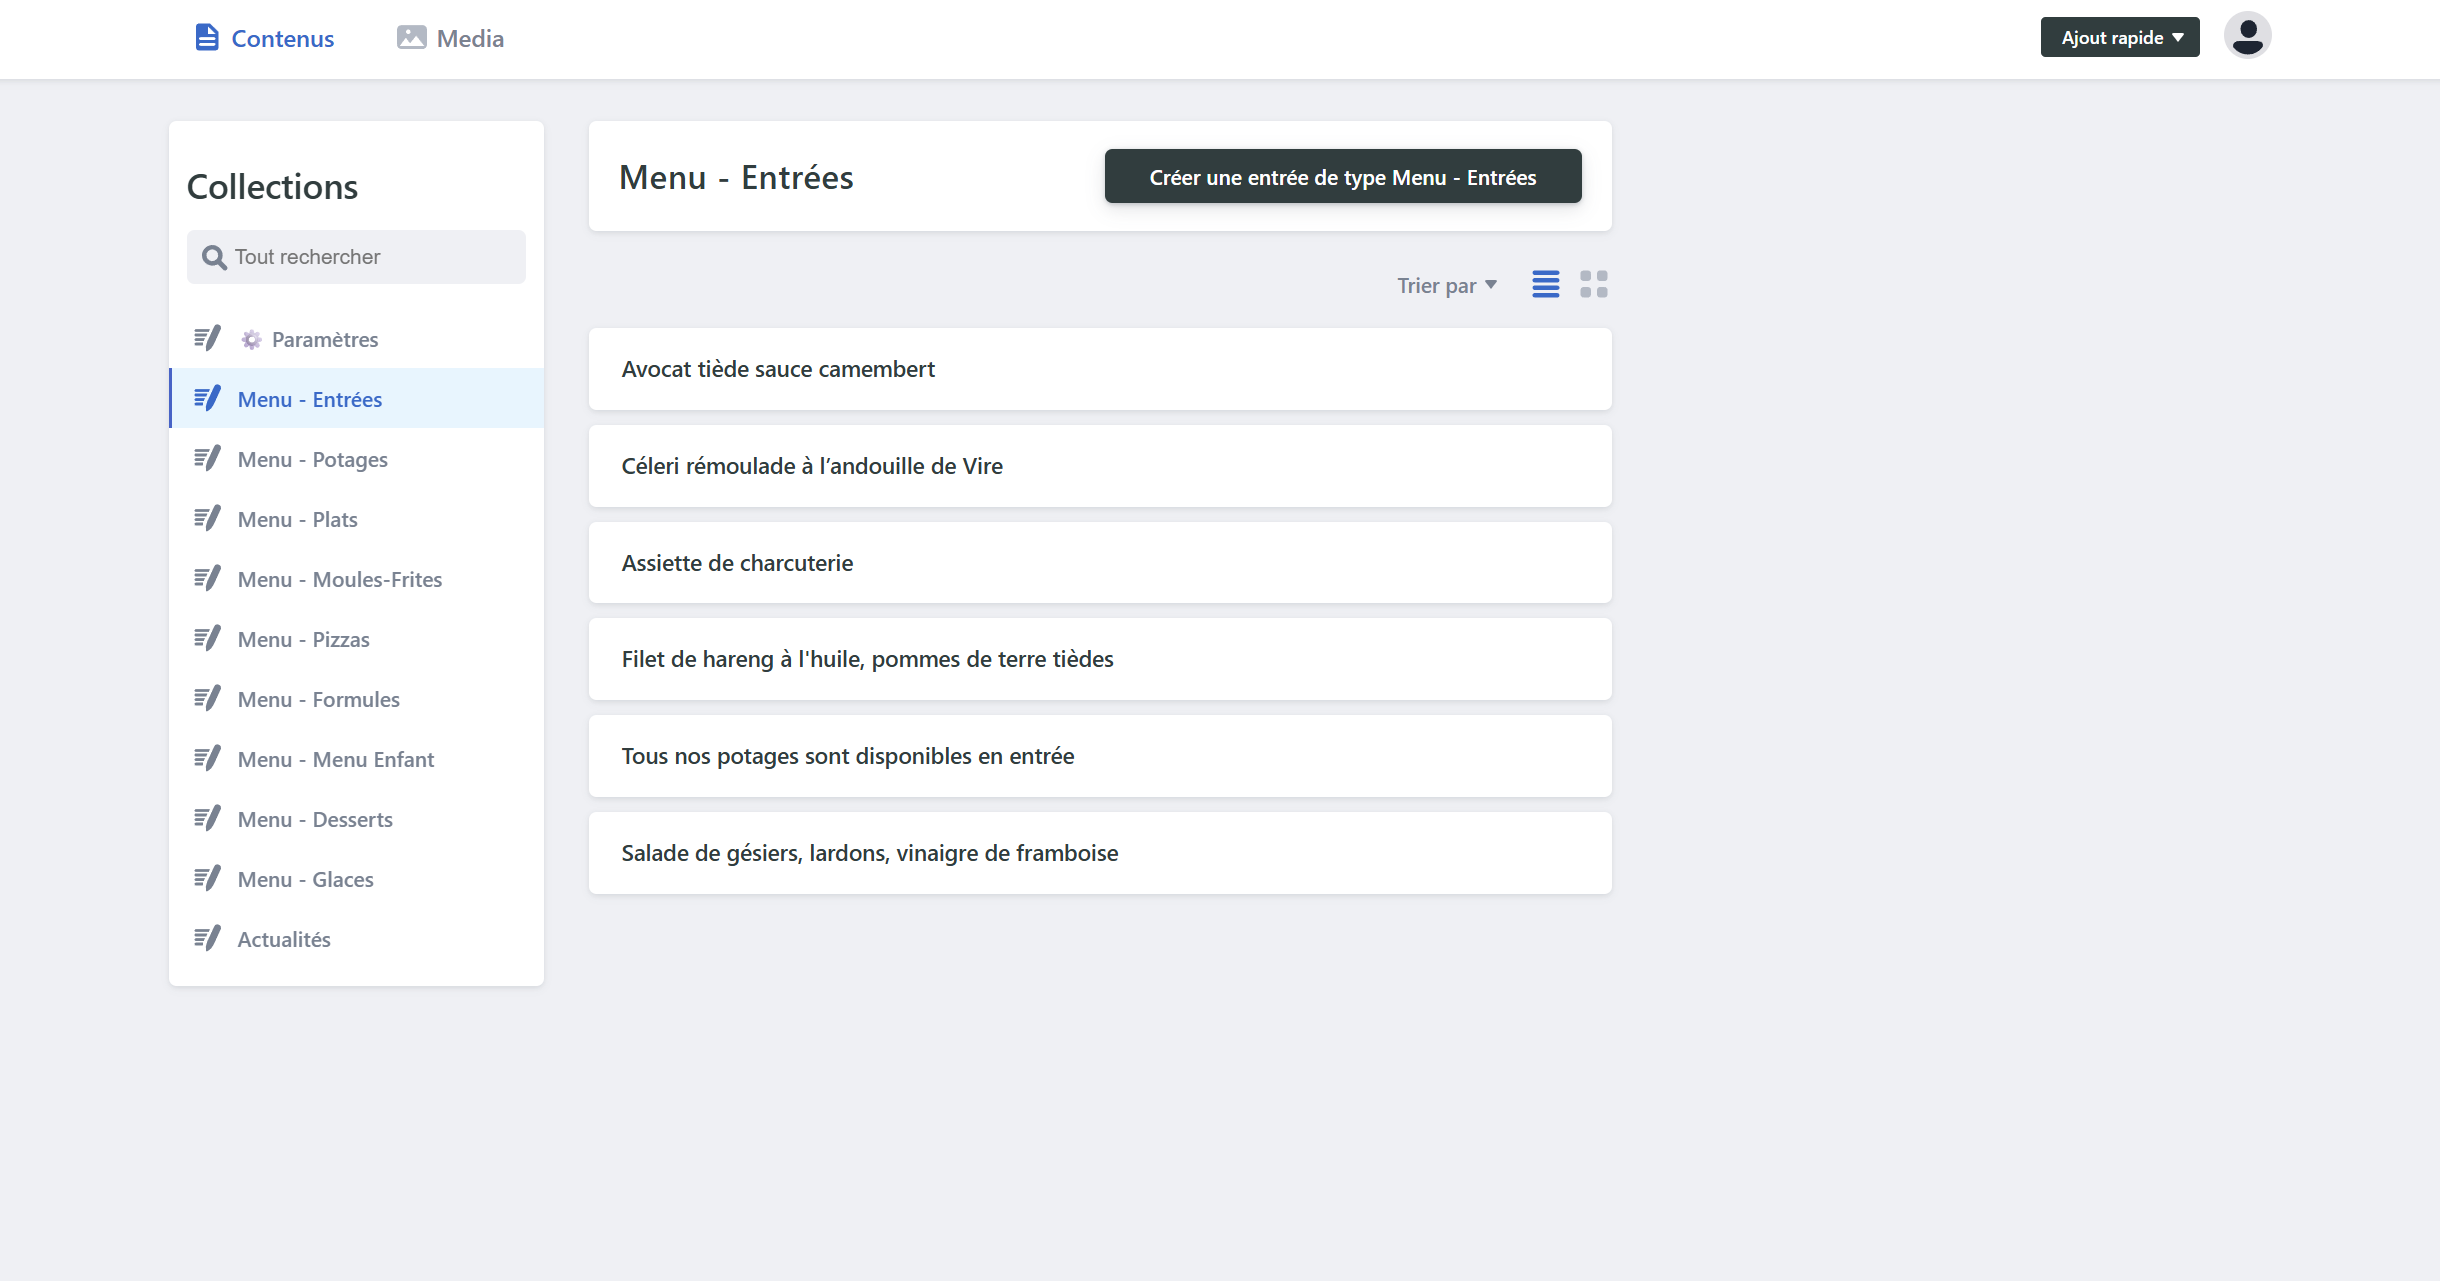 Contenus
Media
Ajout rapide
Collections
Tout rechercher
Paramètres
Menu - Entrées
Menu - Potages
Menu - Plats
Menu - Moules-Frites
Menu - Pizzas
Menu - Formules
Menu - Menu Enfant
Menu - Desserts
Menu - Glaces
Actualités
Menu - Entrées
Créer une entrée de type Menu - Entrées
Trier par
Avocat tiède sauce camembert
Céleri rémoulade à l’andouille de Vire
Assiette de charcuterie
Filet de hareng à l'huile, pommes de terre tièdes
Tous nos potages sont disponibles en entrée
Salade de gésiers, lardons, vinaigre de framboise